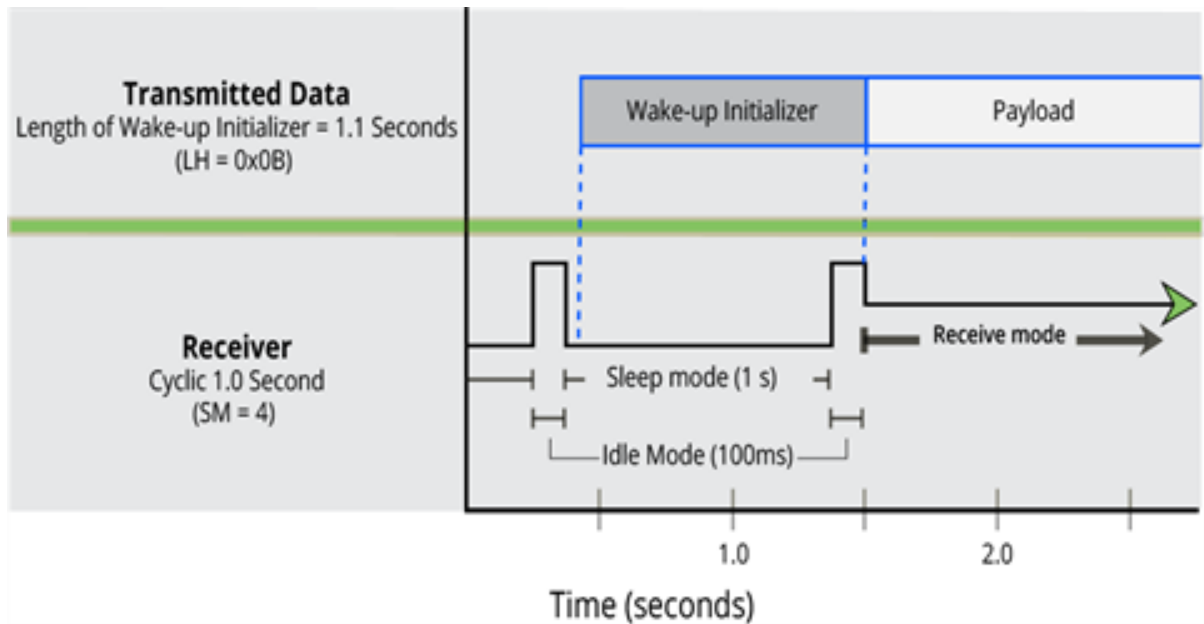 Transmitted Data
Length of Wake-up Initializer = 1.1 Seconds
(LH = 0x0B)
Wake-up Initializer
Payload
Receiver
Cyclic 1.0 Second
(SM = 4)
Receive mode
Sleep mode (1 s)
Idle Mode (100ms)
1.0
2.0
Time (seconds)